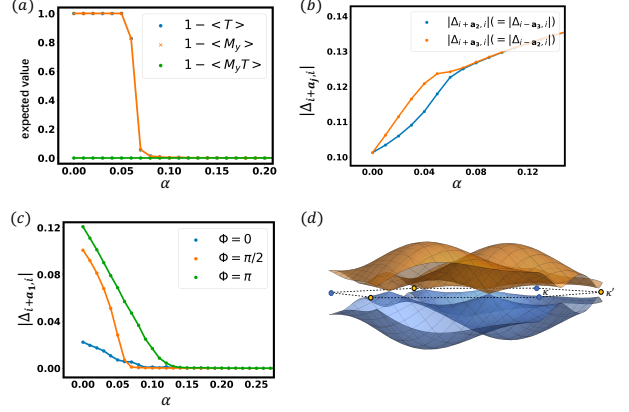 (a)
1.0
0.8
0.6
0.4
0.2
0.0
expected value
1− <T>
1− <M_y>
1− <M_yT>
0.00 0.05 0.10 0.15 0.20
α
(b)
0.14
0.13
0.12
0.11
0.10
|Δ_{i+a_j,i}|
|Δ_{i+a_2,i}|(=|Δ_{i−a_3,i}|)
|Δ_{i+a_3,i}|(=|Δ_{i−a_2,i}|)
0.00 0.04 0.08 0.12
α
(c)
0.12
0.08
0.04
0.00
|Δ_{i+a_1,i}|
Φ=0
Φ=π/2
Φ=π
0.00 0.05 0.10 0.15 0.20 0.25
α
(d)
κ
κ′